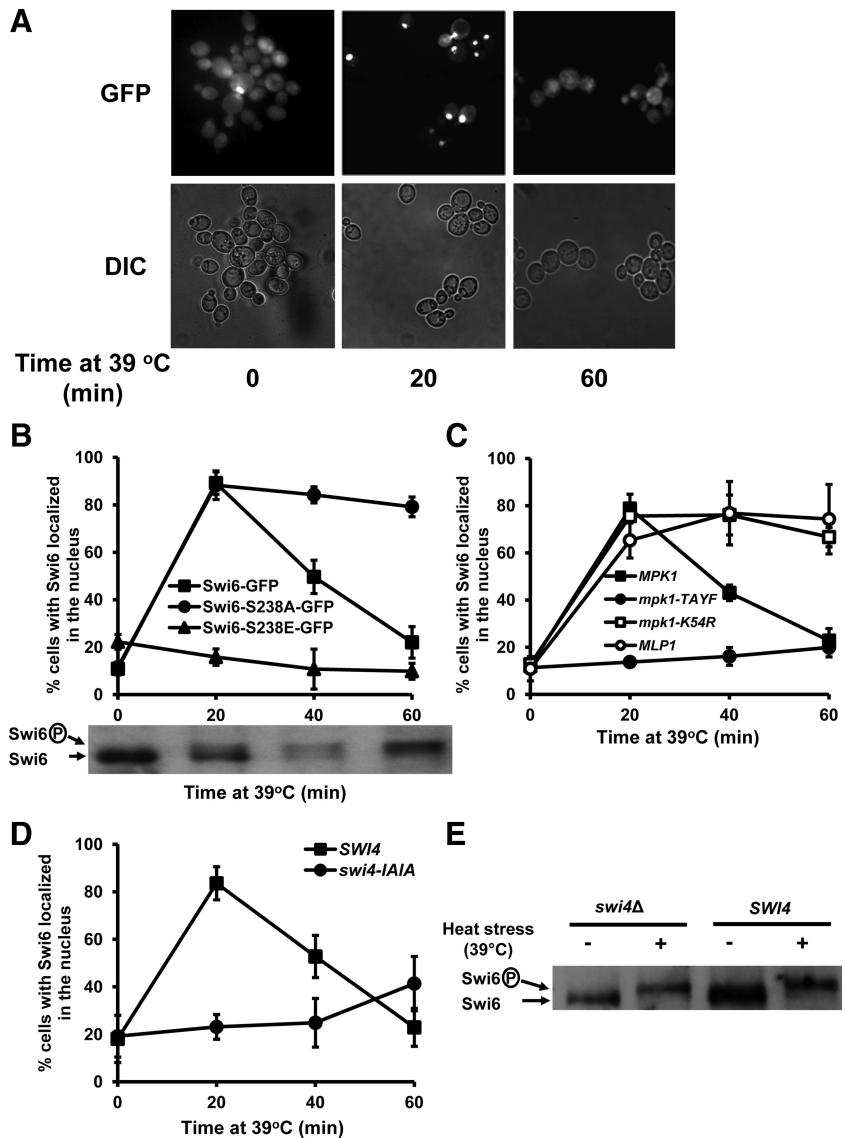 A
GFP
DIC
Time at 39 ºC
(min)
0 20 60
B
% cells with Swi6 localized
in the nucleus
100
80
60
40
20
0
Swi6-GFP
Swi6-S238A-GFP
Swi6-S238E-GFP
0 20 40 60
Swi6Ⓟ
Swi6
Time at 39ºC (min)
C
% cells with Swi6 localized
in the nucleus
100
80
60
40
20
0
MPK1
mpk1-TAYF
mpk1-K54R
MLP1
0 20 40 60
Time at 39ºC (min)
D
% cells with Swi6 localized
in the nucleus
100
80
60
40
20
0
SWI4
swi4-IAIA
0 20 40 60
Time at 39ºC (min)
E
swi4Δ SWI4
Heat stress
(39°C)
- + - +
Swi6Ⓟ
Swi6